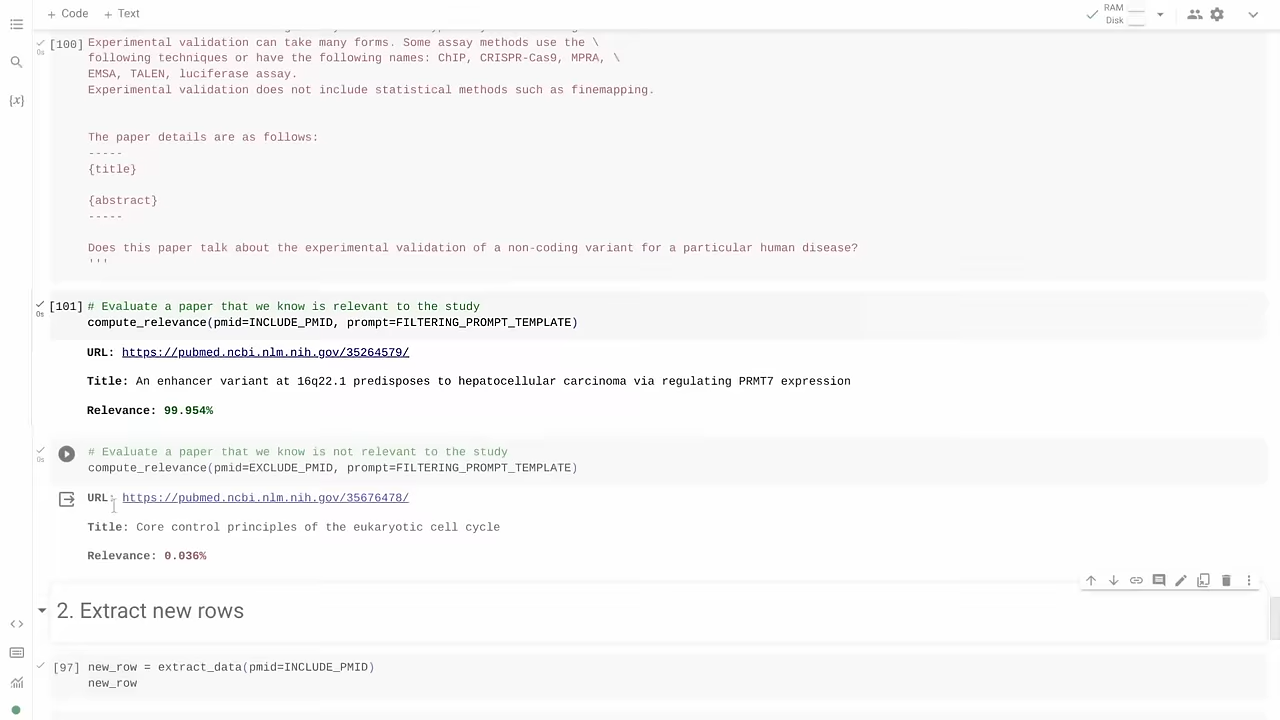 + Code + Text
RAM
Disk
[100] Experimental validation can take many forms. Some assay methods use the \
0s
following techniques or have the following names: ChIP, CRISPR-Cas9, MPRA, \
EMSA, TALEN, luciferase assay.
Experimental validation does not include statistical methods such as finemapping.
{x}
The paper details are as follows:
-----
{title}
{abstract}
-----
Does this paper talk about the experimental validation of a non-coding variant for a particular human disease?
'''
[101] # Evaluate a paper that we know is relevant to the study
0s
compute_relevance(pmid=INCLUDE_PMID, prompt=FILTERING_PROMPT_TEMPLATE)
URL: https://pubmed.ncbi.nlm.nih.gov/35264579/
Title: An enhancer variant at 16q22.1 predisposes to hepatocellular carcinoma via regulating PRMT7 expression
Relevance: 99.954%
# Evaluate a paper that we know is not relevant to the study
0s
compute_relevance(pmid=EXCLUDE_PMID, prompt=FILTERING_PROMPT_TEMPLATE)
URL: https://pubmed.ncbi.nlm.nih.gov/35676478/
Title: Core control principles of the eukaryotic cell cycle
Relevance: 0.036%
2. Extract new rows
[97] new_row = extract_data(pmid=INCLUDE_PMID)
new_row